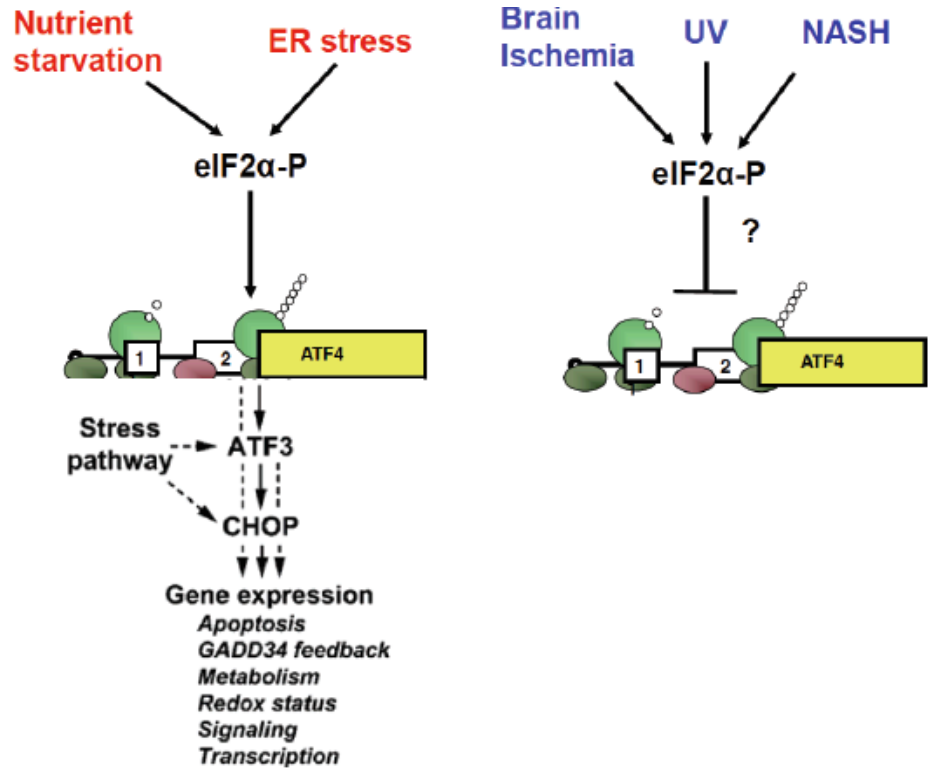 Nutrient
starvation
ER stress
eIF2α-P
1
2
ATF4
Stress
pathway
ATF3
CHOP
Gene expression
Apoptosis
GADD34 feedback
Metabolism
Redox status
Signaling
Transcription
Brain
Ischemia
UV
NASH
eIF2α-P
?
1
2
ATF4